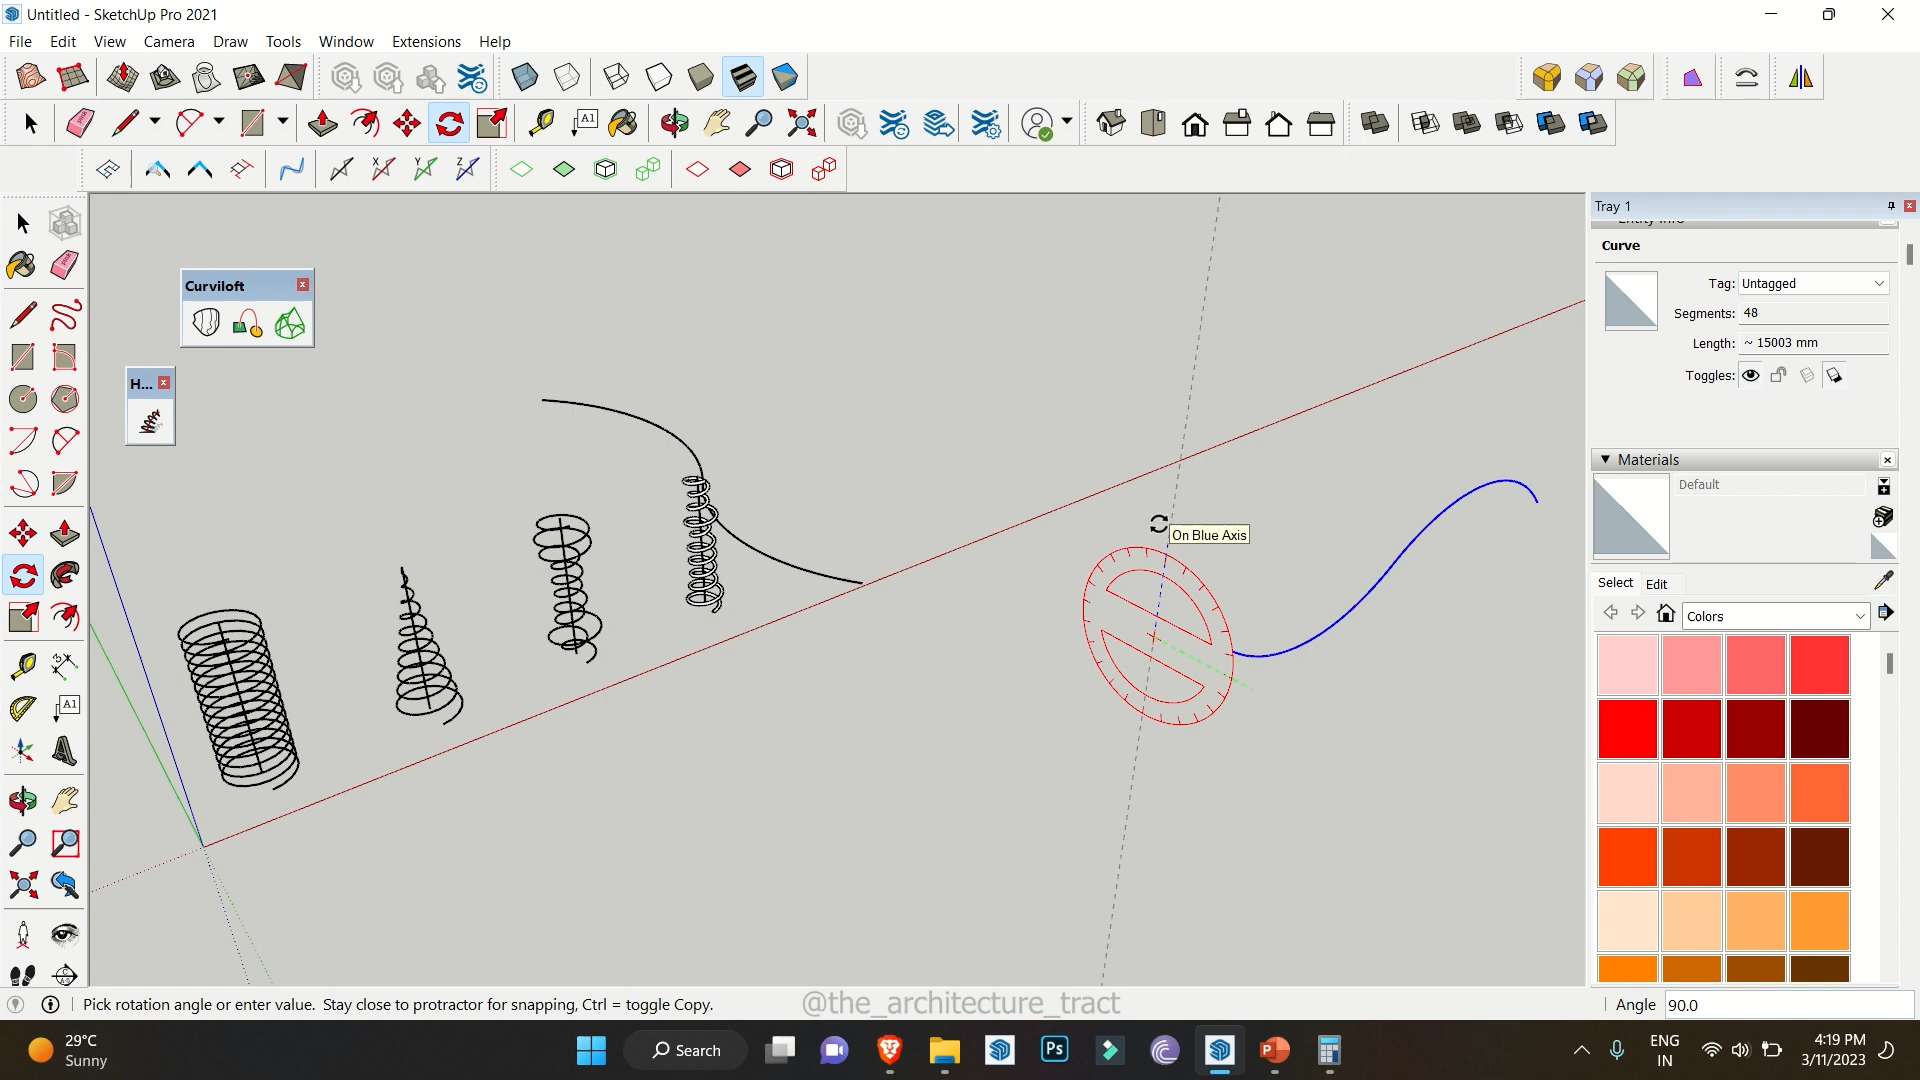 Untitled - SketchUp Pro 2021
File Edit View Camera Draw Tools Window Extensions Help
Tray 1
Curve
Tag: Untagged
Segments: 48
Length: ~ 15003 mm
Toggles:
Curviloft
H...
On Blue Axis
Materials
Default
Select Edit
Colors
Pick rotation angle or enter value. Stay close to protractor for snapping, Ctrl = toggle Copy.
@the_architecture_tract
Angle 90.0
29°C
Sunny
Search
Ps
ENG
IN
4:19 PM
3/11/2023